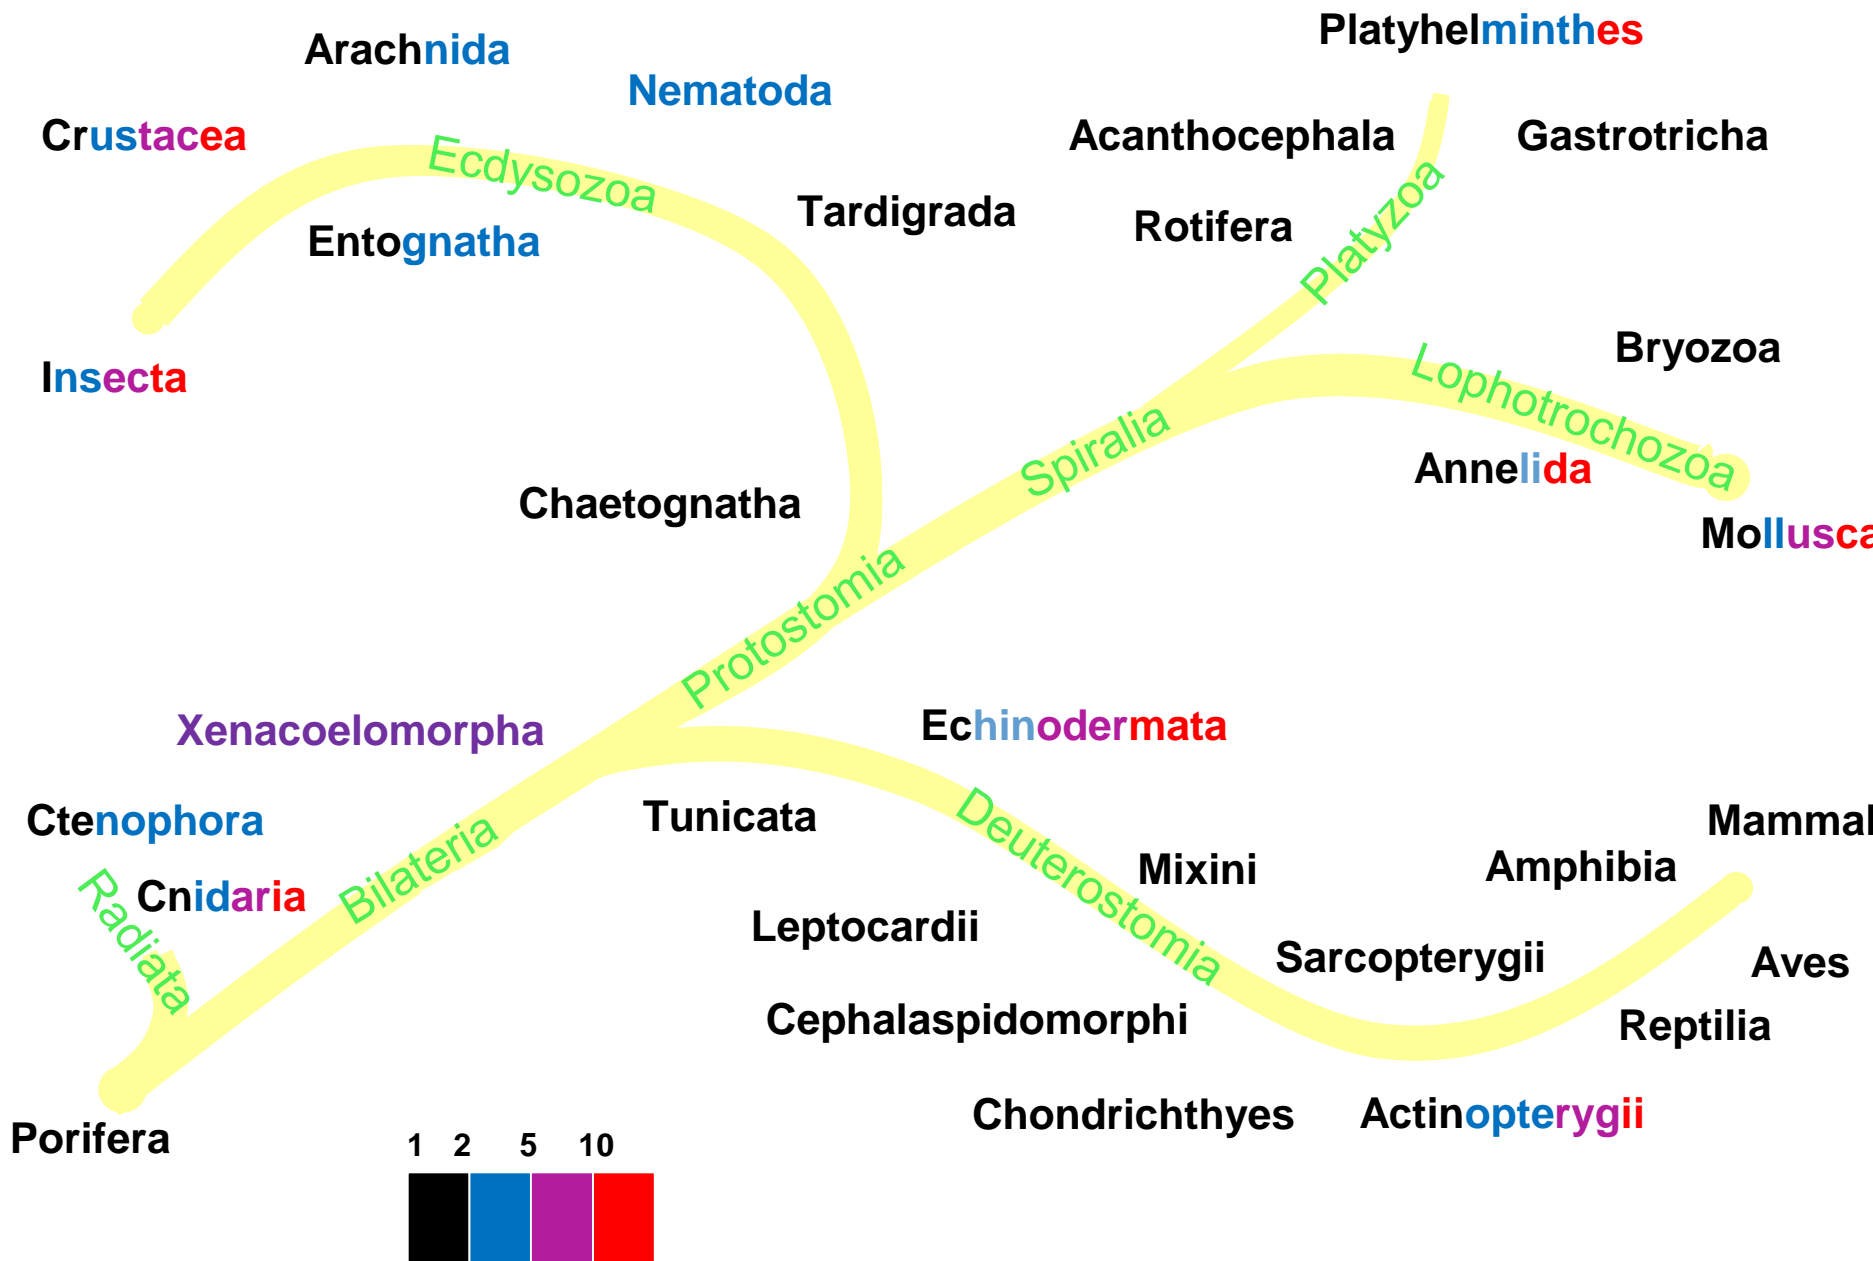 Platyhelminthes
Arachnida
Nematoda
Crustacea
Ecdysozoa
Acanthocephala
Gastrotricha
Tardigrada
Rotifera
Platyzoa
Entognatha
Bryozoa
Insecta
Lophotrochozoa
Spiralia
Annelida
Chaetognatha
Mollusca
Protostomia
Xenacoelomorpha
Echinodermata
Ctenophora
Tunicata
Deuterostomia
Mammal
Bilateria
Mixini
Amphibia
Radiata
Cnidaria
Leptocardii
Sarcopterygii
Aves
Cephalaspidomorphi
Reptilia
Chondrichthyes
Actinopterygii
Porifera
1 2 5 10